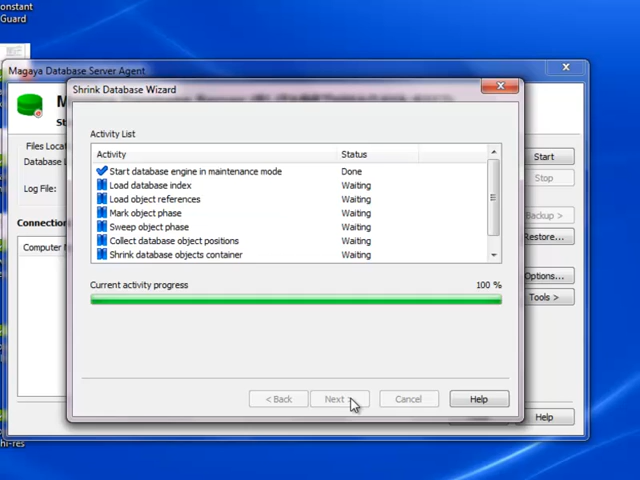 onstant
Guard
Magaya Database Server Agent
Shrink Database Wizard
Activity List
Activity Status
Start database engine in maintenance mode Done
Load database index Waiting
Load object references Waiting
Mark object phase Waiting
Sweep object phase Waiting
Collect database object positions Waiting
Shrink database objects container Waiting
Current activity progress 100 %
< Back Next > Cancel Help
Files Locat
Database L
Log File:
Connection
Computer N
Start
Stop
Backup >
Restore...
Options...
Tools >
Help
hi-res